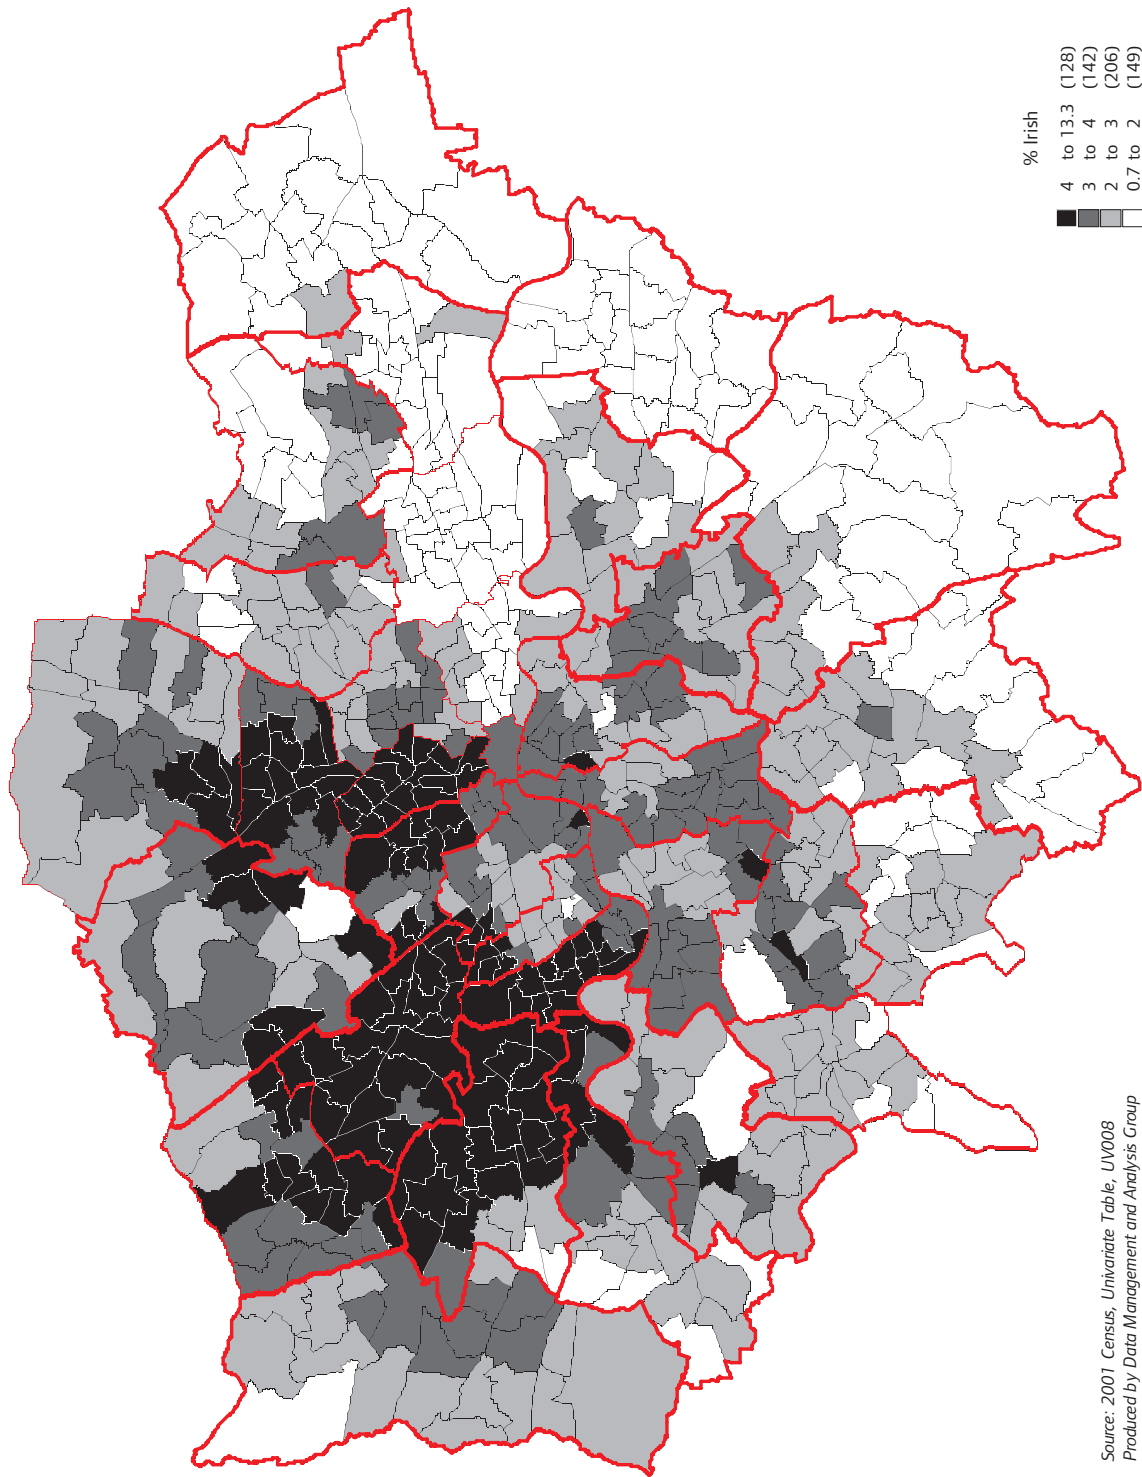 % Irish
4 to 13.3 (128)
3 to 4 (142)
2 to 3 (206)
0.7 to 2 (149)
Source: 2001 Census, Univariate Table, UV008
Produced by Data Management and Analysis Group